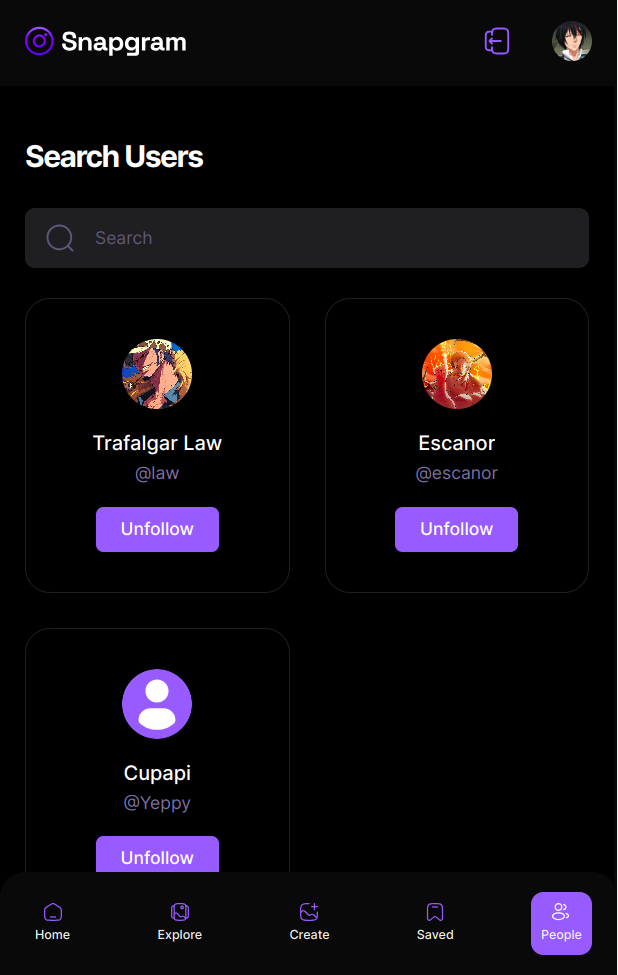 Snapgram
Search Users
Search
Trafalgar Law
@law
Unfollow
Escanor
@escanor
Unfollow
Cupapi
@Yeppy
Unfollow
Home
Explore
Create
Saved
People